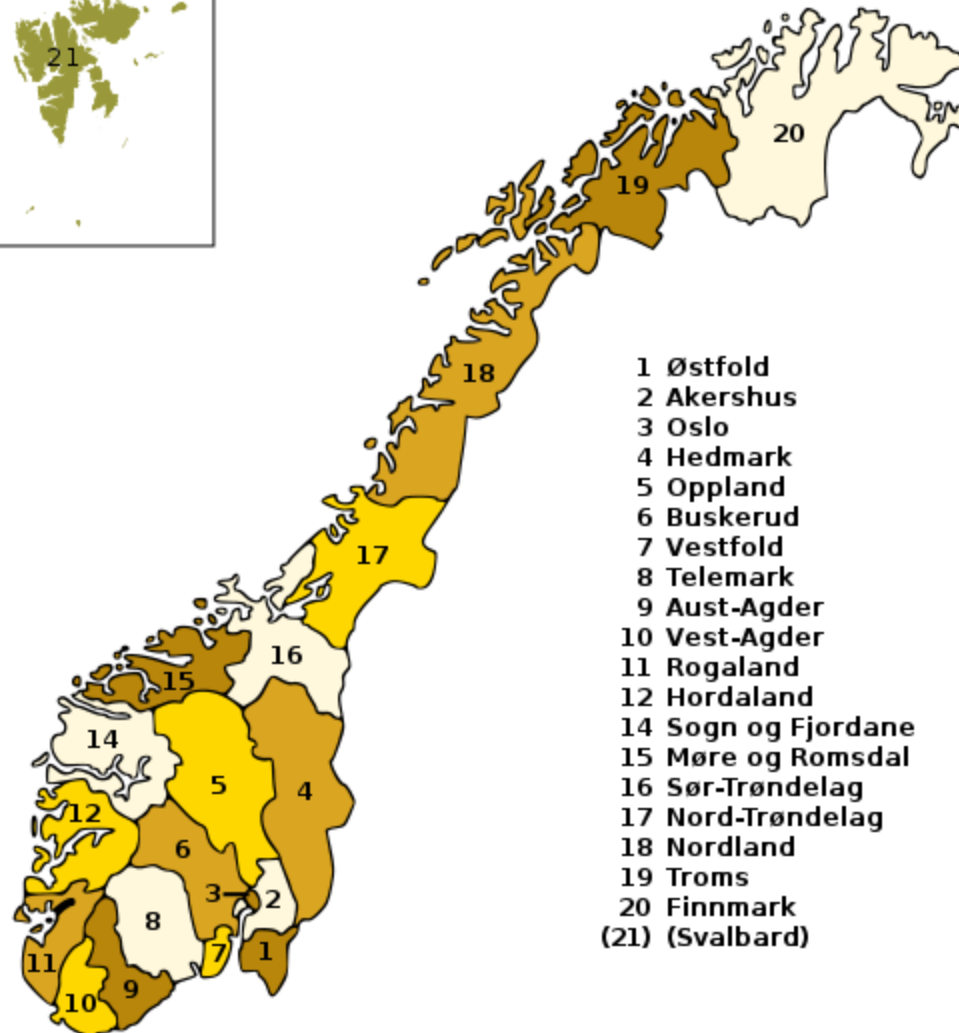 21
20
19
18
17
16
15
14
5
4
12
6
3
2
8
1
7
11
9
10
1 Østfold
2 Akershus
3 Oslo
4 Hedmark
5 Oppland
6 Buskerud
7 Vestfold
8 Telemark
9 Aust-Agder
10 Vest-Agder
11 Rogaland
12 Hordaland
14 Sogn og Fjordane
15 Møre og Romsdal
16 Sør-Trøndelag
17 Nord-Trøndelag
18 Nordland
19 Troms
20 Finnmark
(21) (Svalbard)